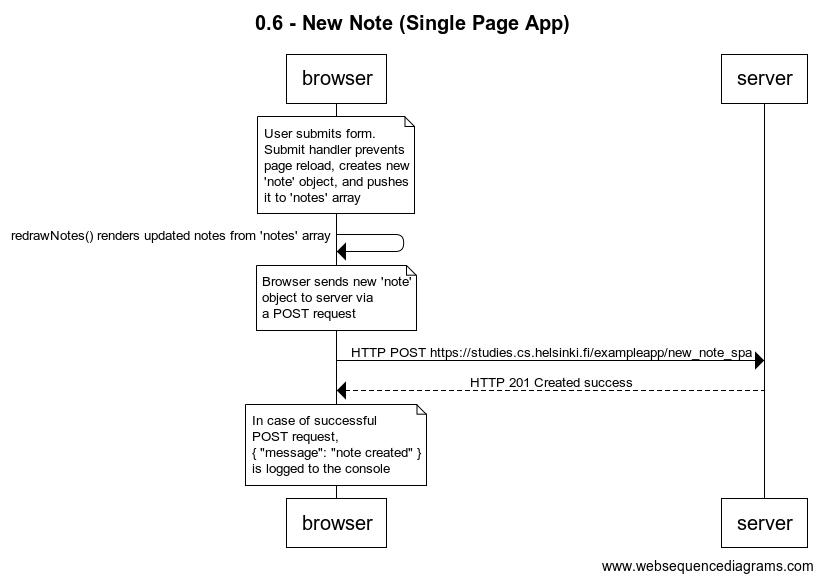 0.6 - New Note (Single Page App)
browser
server
User submits form.
Submit handler prevents
page reload, creates new
'note' object, and pushes
it to 'notes' array
redrawNotes() renders updated notes from 'notes' array
Browser sends new 'note'
object to server via
a POST request
HTTP POST https://studies.cs.helsinki.fi/exampleapp/new_note_spa
HTTP 201 Created success
In case of successful
POST request,
{ "message": "note created" }
is logged to the console
browser
server
www.websequencediagrams.com